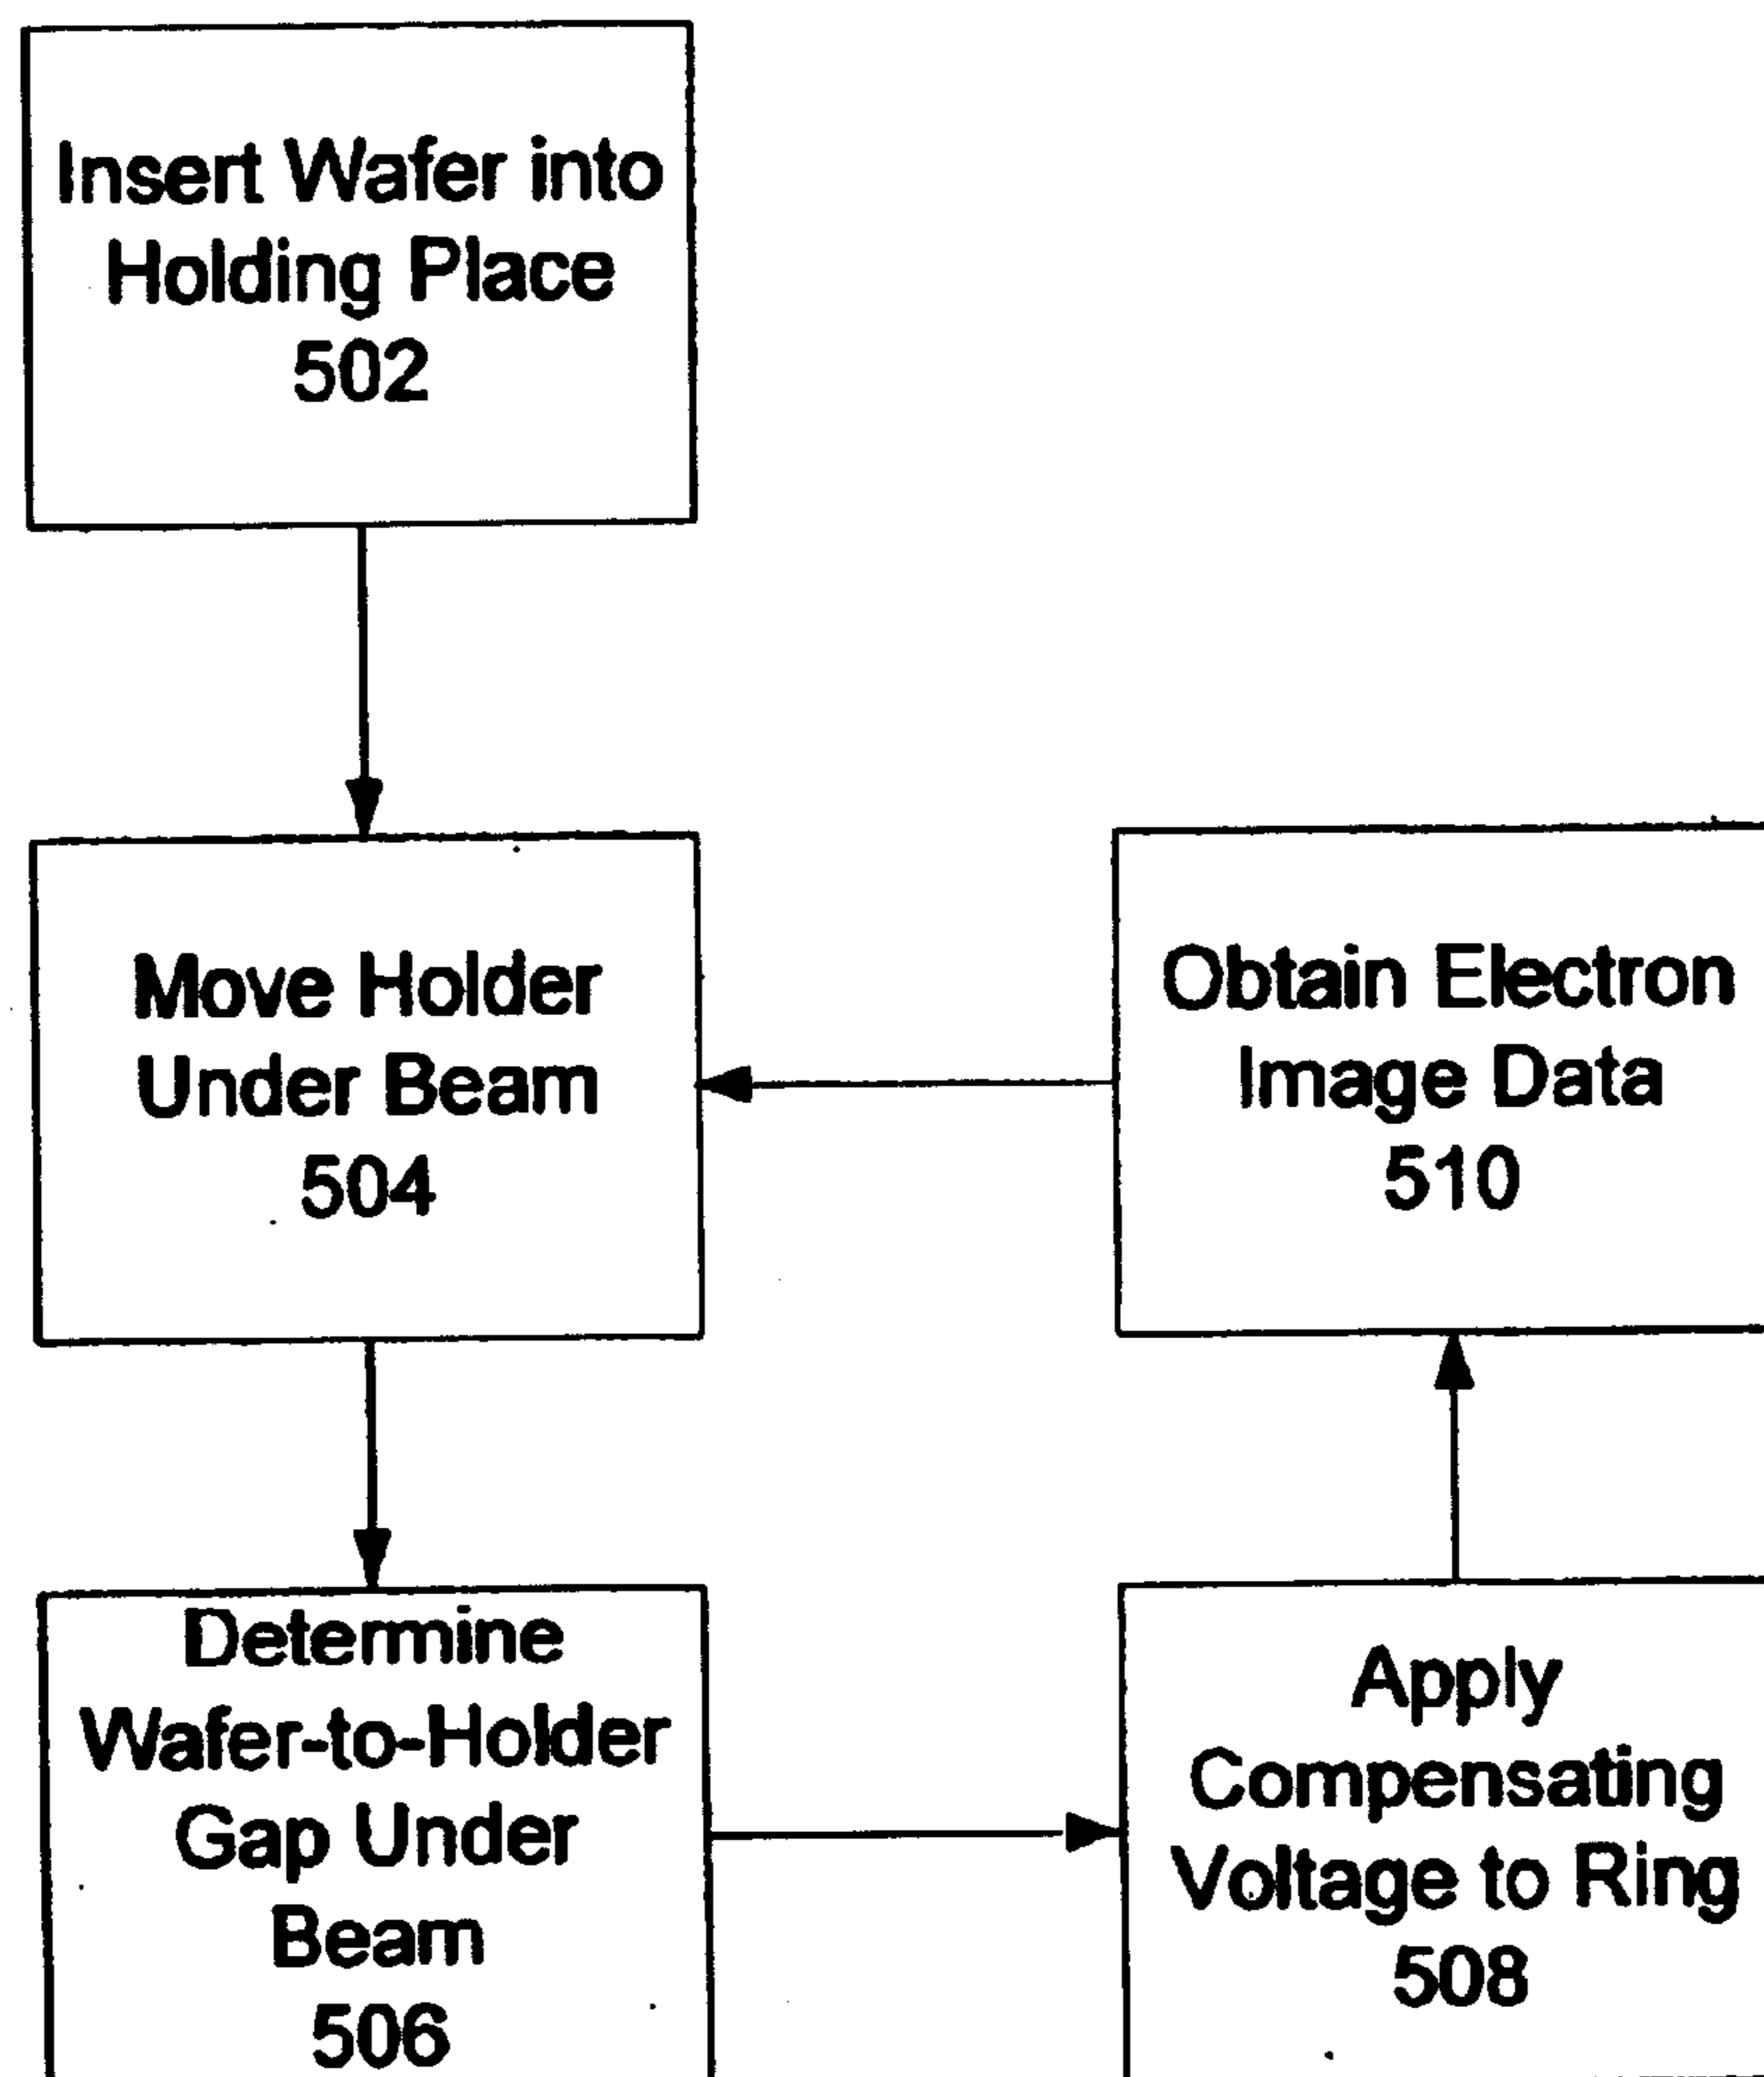 Insert Wafer into
Holding Place
502
Move Holder
Under Beam
504
Obtain Electron
Image Data
510
Determine
Wafer-to-Holder
Gap Under
Beam
506
Apply
Compensating
Voltage to Ring
508